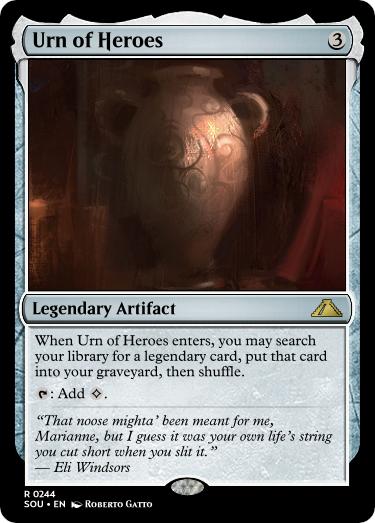 Urn of Heroes
3
Legendary Artifact
When Urn of Heroes enters, you may search
your library for a legendary card, put that card
into your graveyard, then shuffle.
: Add .
“That noose mighta’ been meant for me,
Marianne, but I guess it was your own life’s string
you cut short when you slit it.”
— Eli Windsors
R 0244
SOU • EN Roberto Gatto